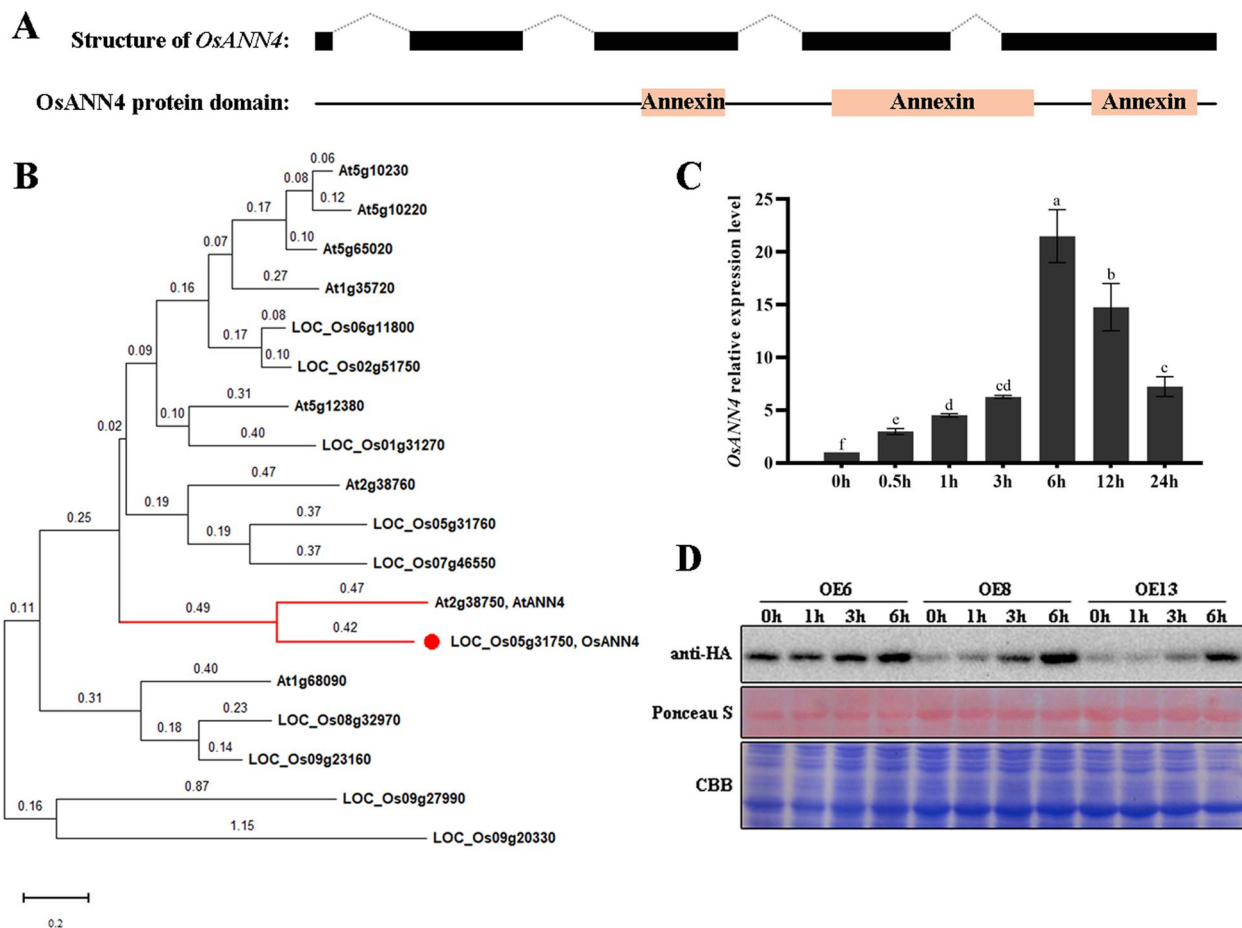 A
Structure of OsANN4:
OsANN4 protein domain:
Annexin Annexin Annexin
B
0.06
At5g10230
0.08
0.12
At5g10220
0.17
0.10
At5g65020
0.07
0.27
At1g35720
0.16
0.08
LOC_Os06g11800
0.17
0.10
LOC_Os02g51750
0.09
0.31
At5g12380
0.10
0.40
LOC_Os01g31270
0.02
0.47
At2g38760
0.19
0.37
LOC_Os05g31760
0.19
0.37
LOC_Os07g46550
0.25
0.47
At2g38750, AtANN4
0.49
0.42
LOC_Os05g31750, OsANN4
0.11
0.40
At1g68090
0.31
0.23
LOC_Os08g32970
0.18
0.14
LOC_Os09g23160
0.87
LOC_Os09g27990
0.16
1.15
LOC_Os09g20330
0.2
C
OsANN4 relative expression level
25
20
15
10
5
0
f e d cd a b c
0h 0.5h 1h 3h 6h 12h 24h
D
OE6 OE8 OE13
0h 1h 3h 6h 0h 1h 3h 6h 0h 1h 3h 6h
anti-HA
Ponceau S
CBB